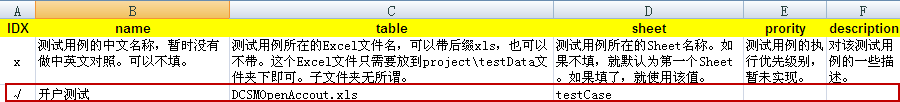 A B C D E F
IDX name table sheet prority description
x 测试用例的中文名称，暂时没有做中英文对照。可以不填。 测试用例所在的Excel文件名，可以带后缀xls，也可以不带。这个Excel文件只需要放到project\testData文件夹下即可。子文件夹无所谓。 测试用例所在的Sheet名称。如果不填，就默认为第一个Sheet。如果填了，就使用该值。 测试用例的执行优先级别，暂未实现。 对该测试用例的一些描述。
√ 开户测试 DCSMOpenAccout.xls testCase